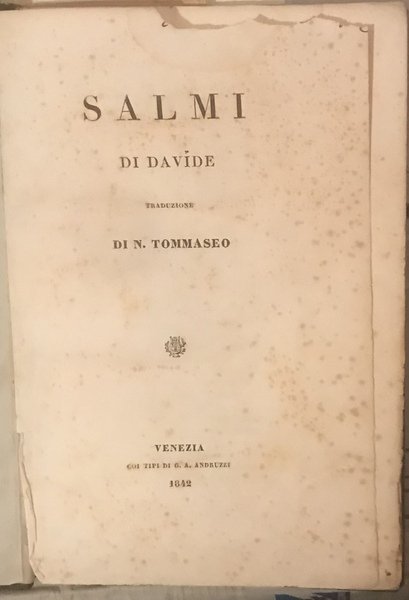 SALMI
DI DAVIDE
TRADUZIONE
DI N. TOMMASEO
VENEZIA
COI TIPI DI G. A. ANDRUZZI
1842